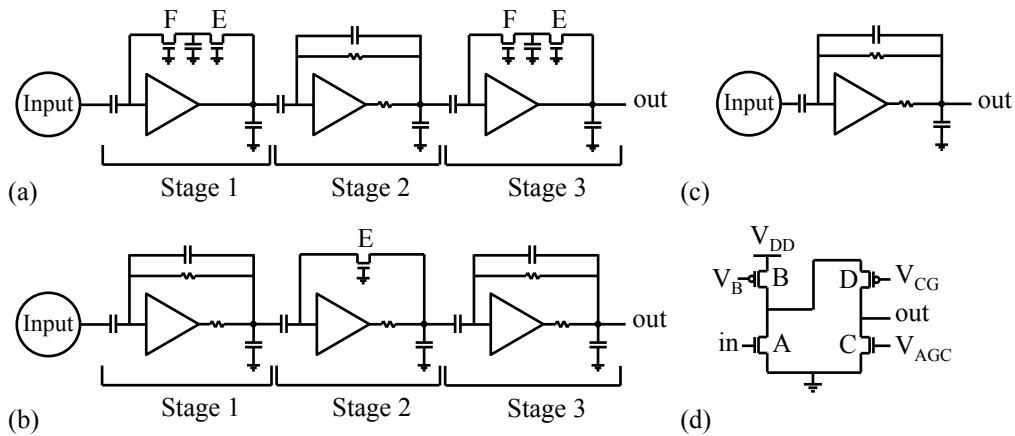 F E F E
Input out Input out
Stage 1 Stage 2 Stage 3
(a) (c)
E V_DD
V_B B D V_CG
Input out out
in A C V_AGC
Stage 1 Stage 2 Stage 3
(b) (d)